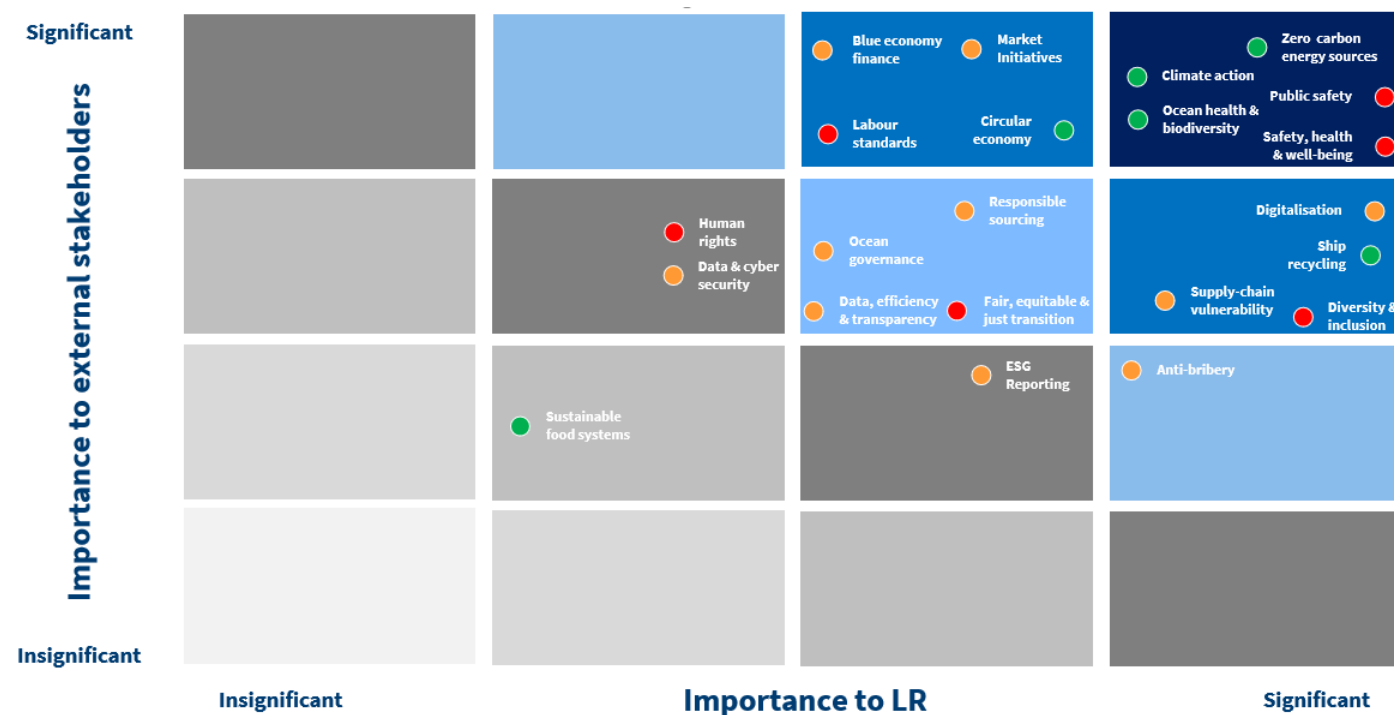 Significant
Importance to external stakeholders
Insignificant
Blue economy
finance
Market
Initiatives
Labour
standards
Circular
economy
Zero carbon
energy sources
Climate action
Public safety
Ocean health &
biodiversity
Safety, health
& well-being
Human
rights
Data & cyber
security
Responsible
sourcing
Ocean
governance
Data, efficiency
& transparency
Fair, equitable &
just transition
Digitalisation
Ship
recycling
Supply-chain
vulnerability
Diversity &
inclusion
Sustainable
food systems
ESG
Reporting
Anti-bribery
Insignificant
Importance to LR
Significant